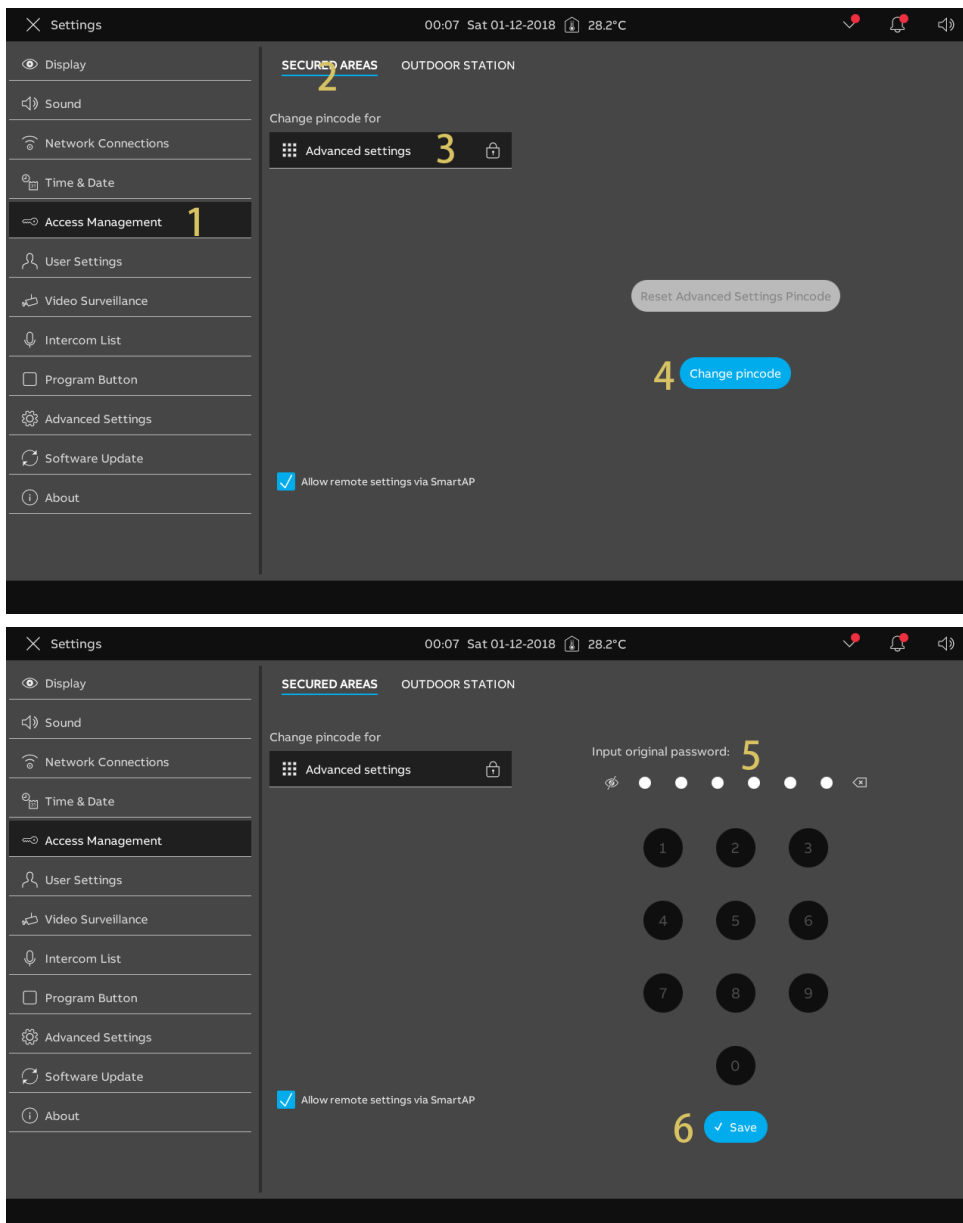 Settings 00:07 Sat 01-12-2018 28.2°C
Display
SECURED AREAS OUTDOOR STATION
2
Sound
Change pincode for
Network Connections
Advanced settings 3
Time & Date
Access Management 1
User Settings
Video Surveillance
Reset Advanced Settings Pincode
Intercom List
Program Button
4 Change pincode
Advanced Settings
Software Update
Allow remote settings via SmartAP
About
Settings 00:07 Sat 01-12-2018 28.2°C
Display
SECURED AREAS OUTDOOR STATION
Sound
Change pincode for
Input original password: 5
Network Connections
Advanced settings
Time & Date
Access Management
1 2 3
User Settings
Video Surveillance
4 5 6
Intercom List
Program Button
7 8 9
Advanced Settings
Software Update
0
Allow remote settings via SmartAP
About
6 Save